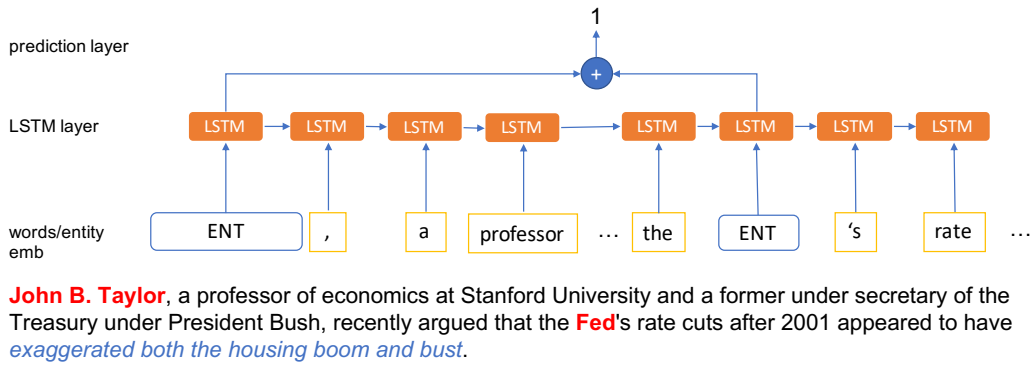 1
prediction layer
+
LSTM layer
LSTM LSTM LSTM LSTM LSTM LSTM LSTM LSTM
words/entity
emb
ENT , a professor ... the ENT 's rate ...
John B. Taylor, a professor of economics at Stanford University and a former under secretary of the
Treasury under President Bush, recently argued that the Fed's rate cuts after 2001 appeared to have
exaggerated both the housing boom and bust.